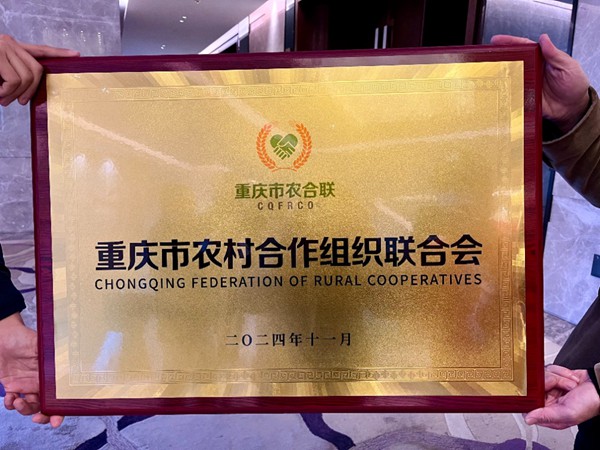 重庆市农合联
CQFRCO
重庆市农村合作组织联合会
CHONGQING FEDERATION OF RURAL COOPERATIVES
二〇二四年十一月